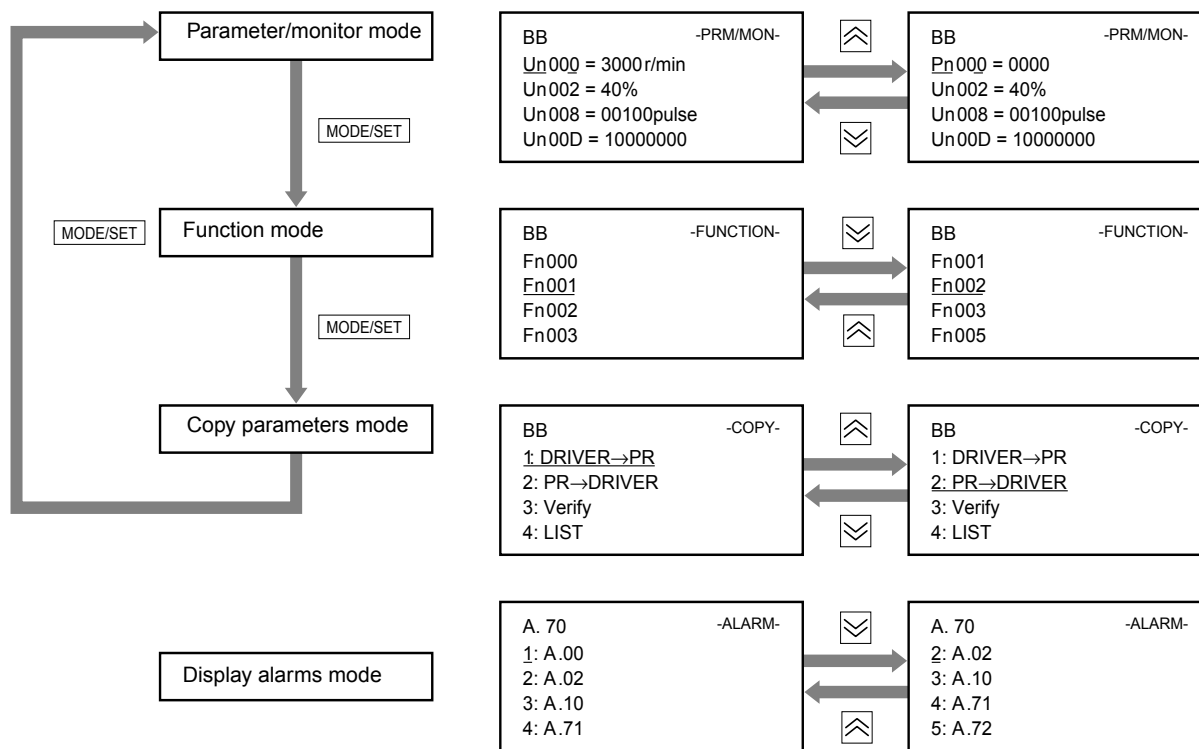 Parameter/monitor mode
MODE/SET
BB -PRM/MON-
Un000 = 3000r/min
Un002 = 40%
Un008 = 00100pulse
Un00D = 10000000
BB -PRM/MON-
Pn000 = 0000
Un002 = 40%
Un008 = 00100pulse
Un00D = 10000000
MODE/SET
Function mode
MODE/SET
BB -FUNCTION-
Fn000
Fn001
Fn002
Fn003
BB -FUNCTION-
Fn001
Fn002
Fn003
Fn005
Copy parameters mode
BB -COPY-
1: DRIVER→PR
2: PR→DRIVER
3: Verify
4: LIST
BB -COPY-
1: DRIVER→PR
2: PR→DRIVER
3: Verify
4: LIST
Display alarms mode
A. 70 -ALARM-
1: A.00
2: A.02
3: A.10
4: A.71
A. 70 -ALARM-
2: A.02
3: A.10
4: A.71
5: A.72